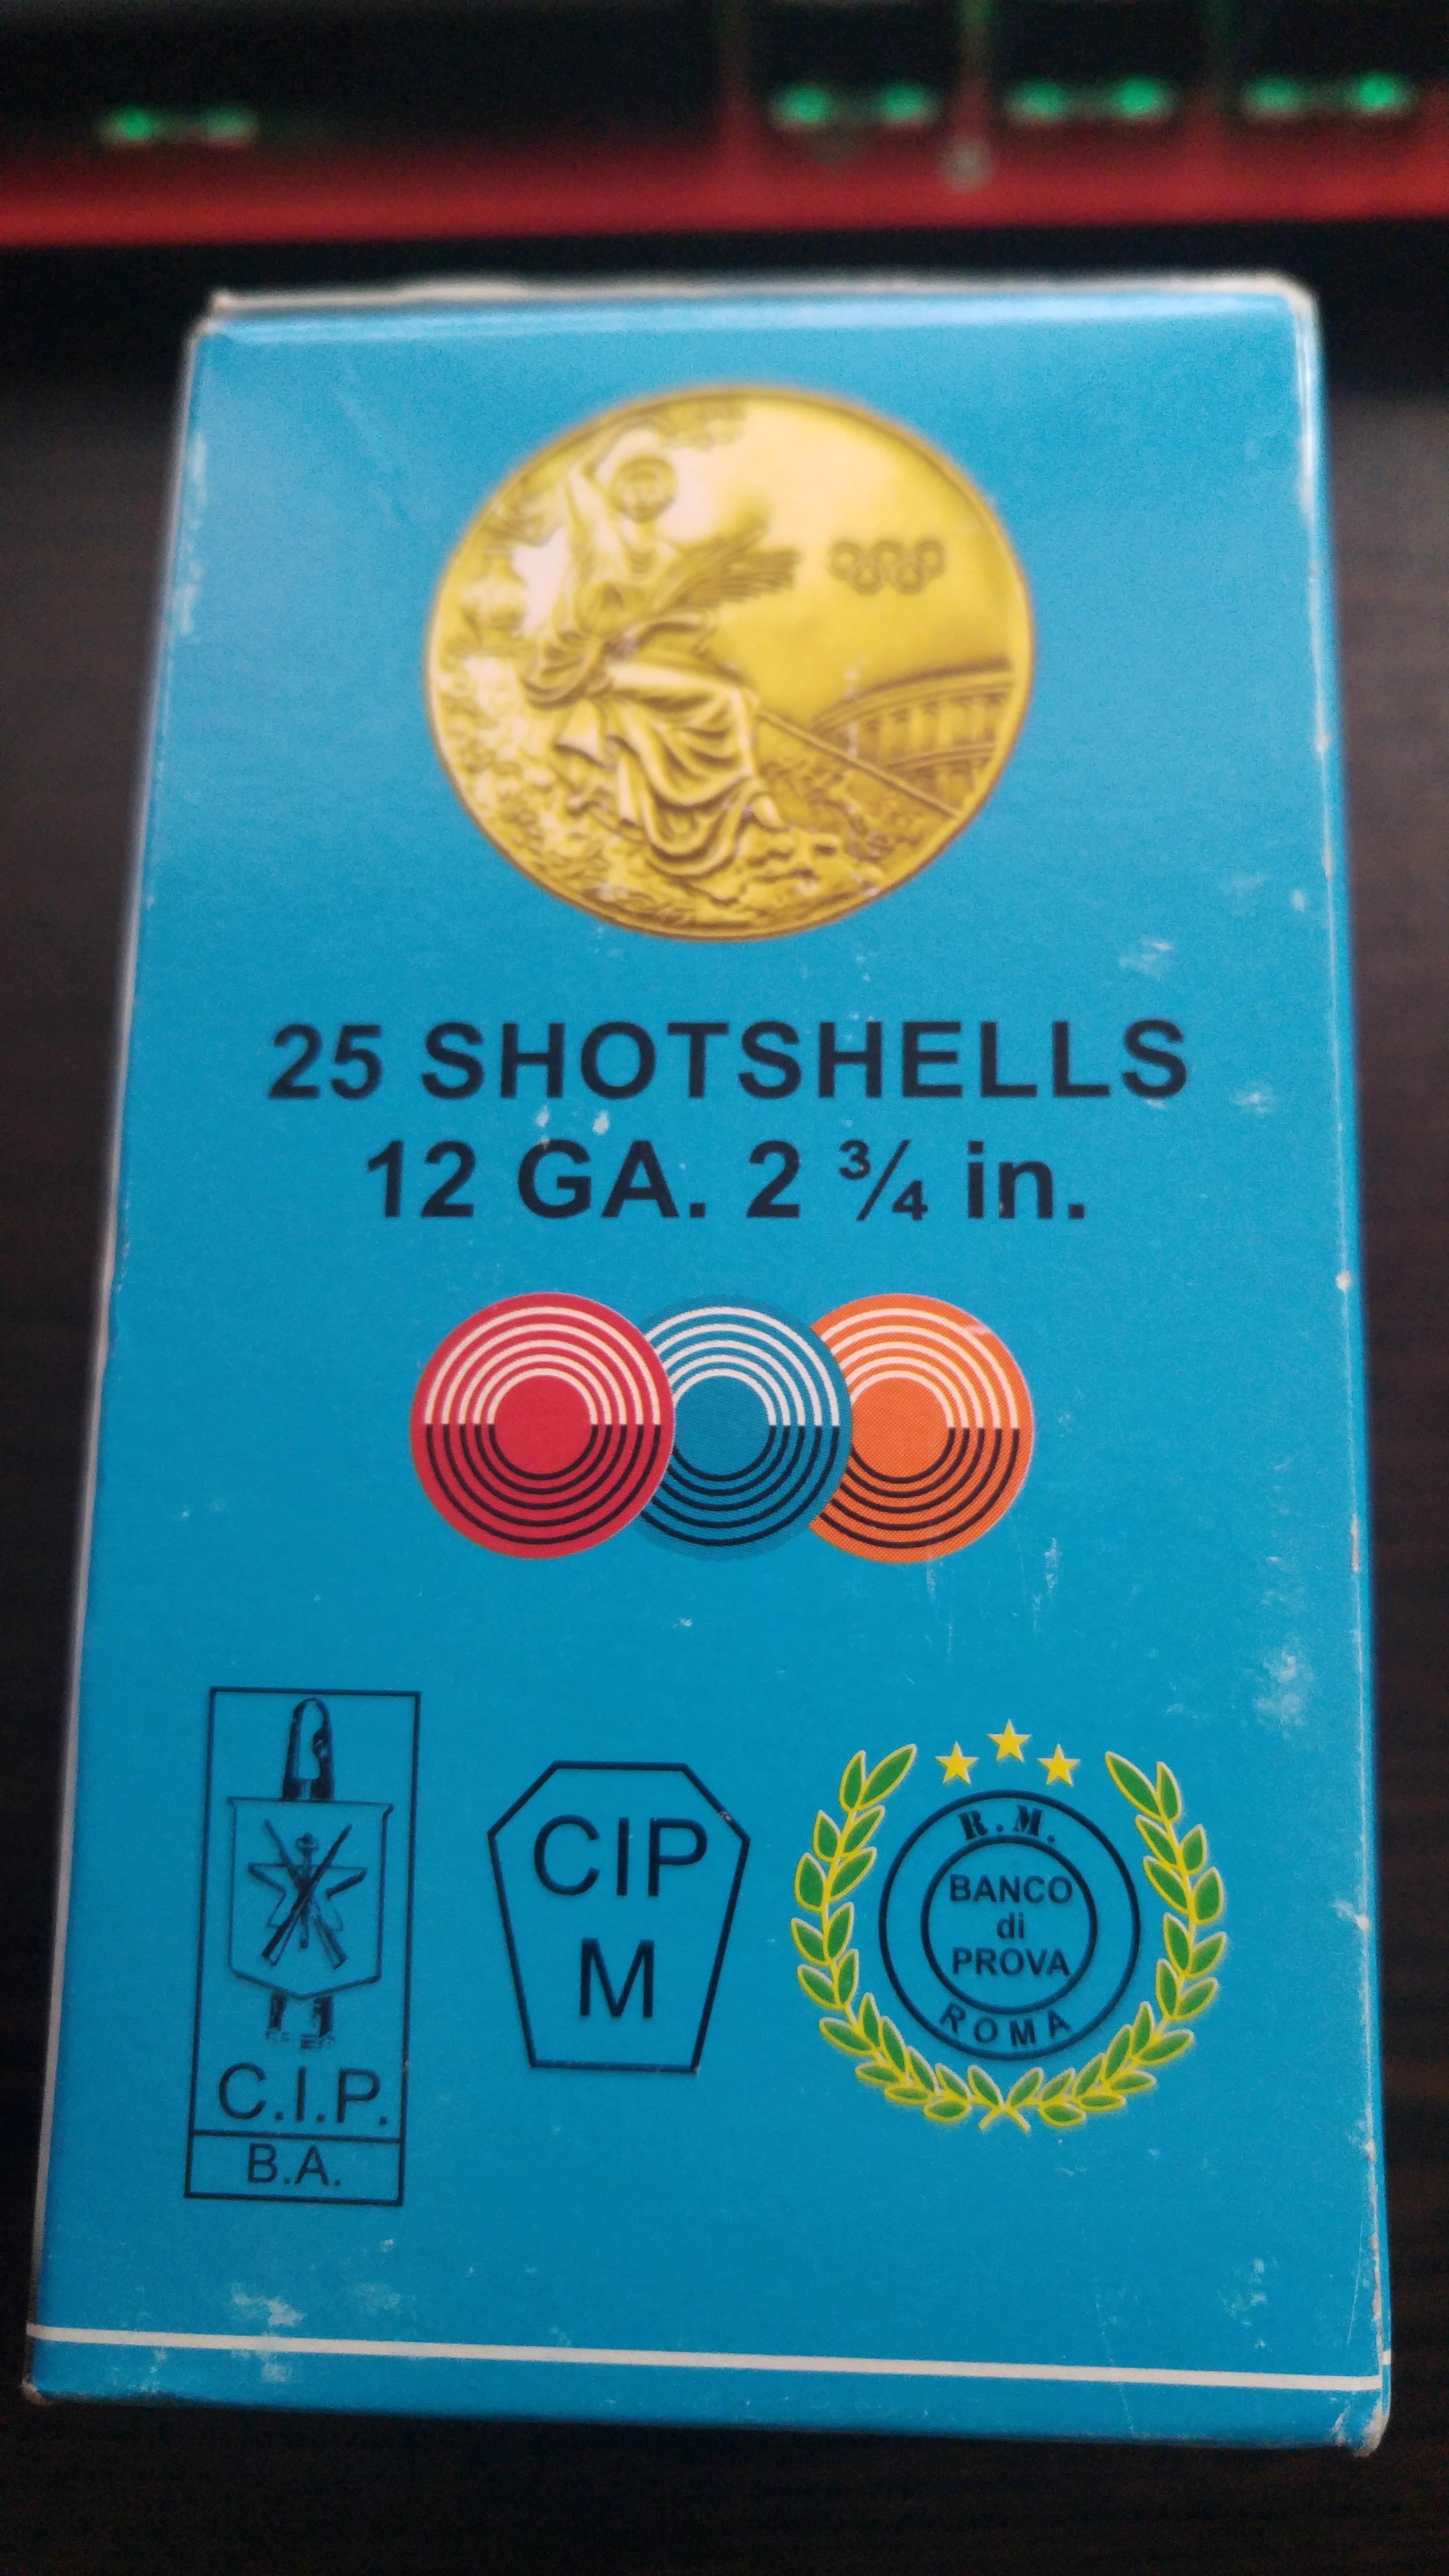 25 SHOTSHELLS
12 GA. 2 ¾ in.
C.I.P.
B.A.
CIP
M
R.M.
BANCO
di
PROVA
ROMA